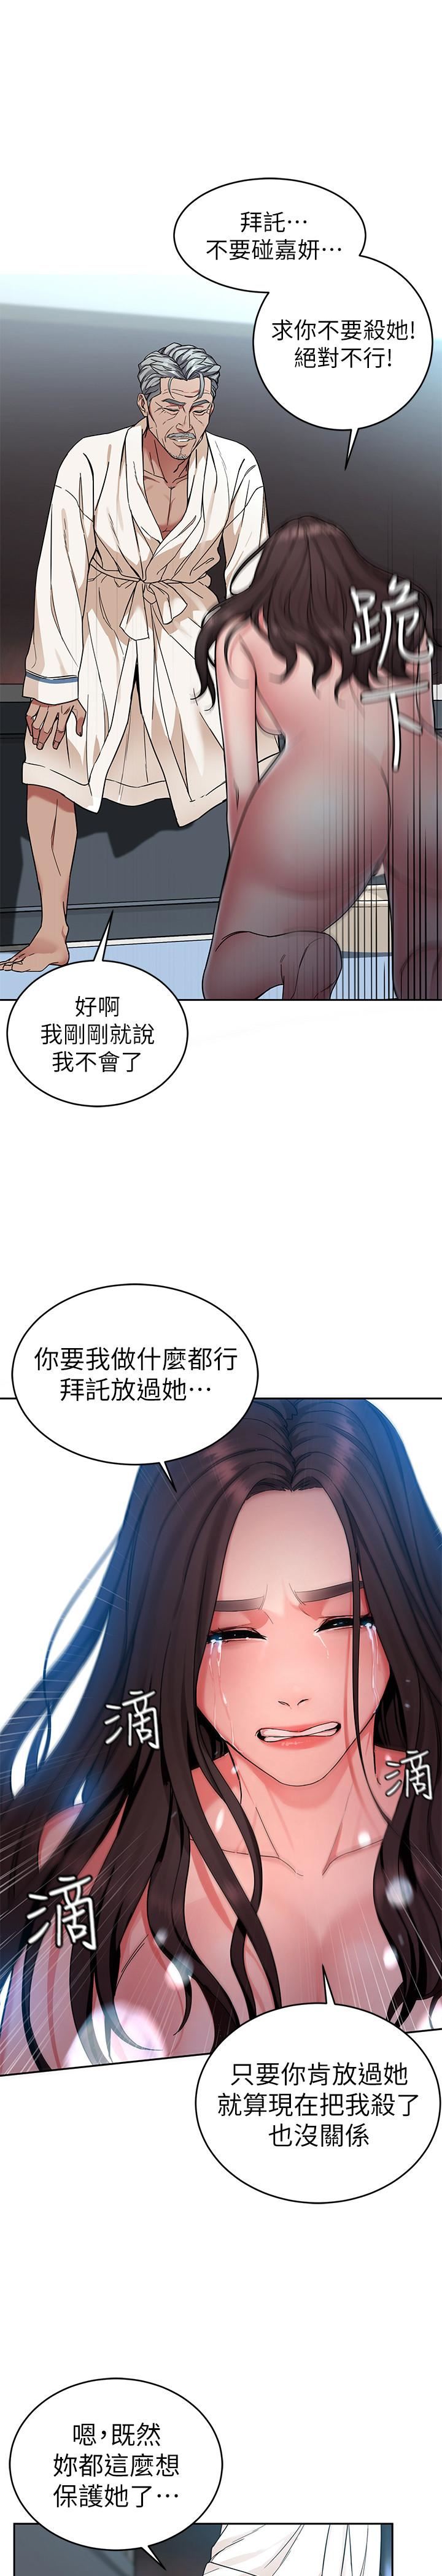 拜託⋯
不要碰嘉妍⋯
求你不要殺她!
絕對不行!
跪
下
好啊
我剛剛就說
我不會了
你要我做什麼都行
拜託放過她⋯
滴
滴
滴
只要你肯放過她
就算現在把我殺了
也沒關係
嗯,既然
妳都這麼想
保護她了⋯